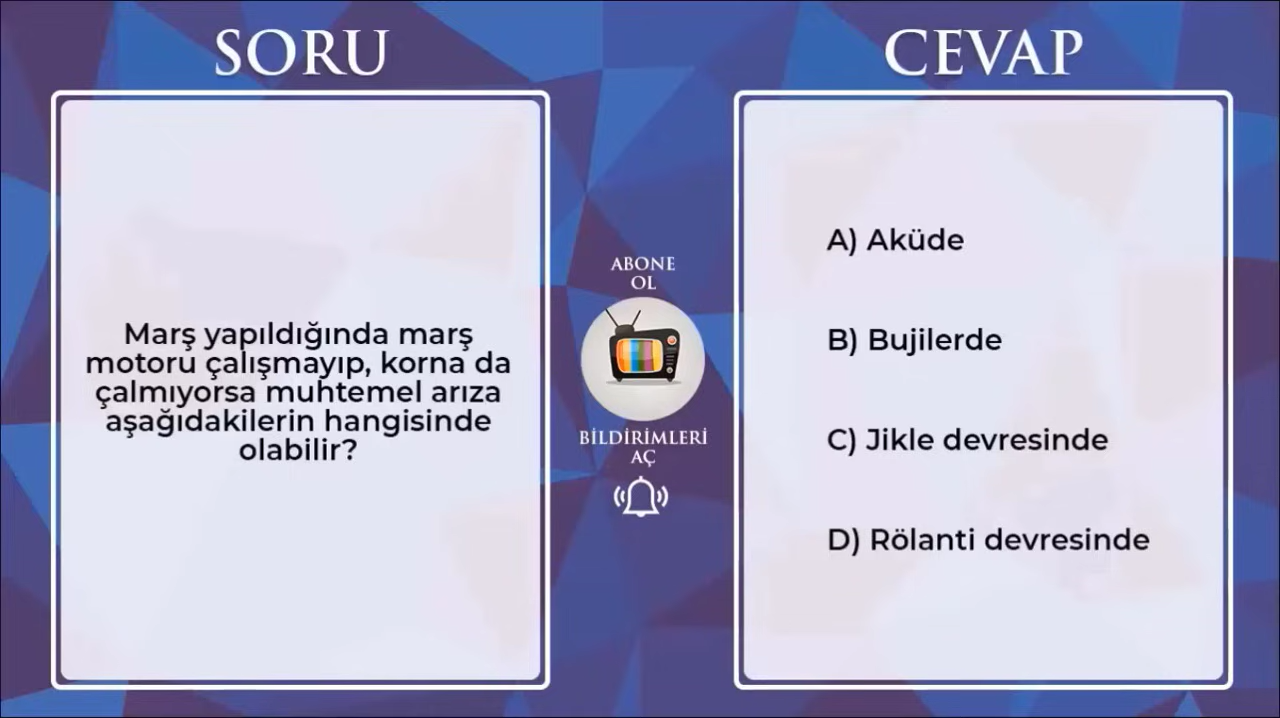 SORU
Marş yapıldığında marş
motoru çalışmayıp, korna da
çalmıyorsa muhtemel arıza
aşağıdakilerin hangisinde
olabilir?
ABONE
OL
BİLDİRİMLERİ
AÇ
CEVAP
A) Aküde
B) Bujilerde
C) Jikle devresinde
D) Rölanti devresinde